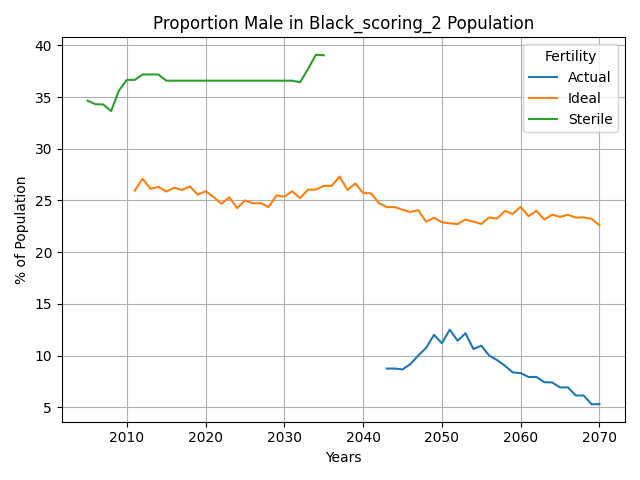 Proportion Male in Black_scoring_2 Population
% of Population
40
35
30
25
20
15
10
5
Fertility
Actual
Ideal
Sterile
2010 2020 2030 2040 2050 2060 2070
Years